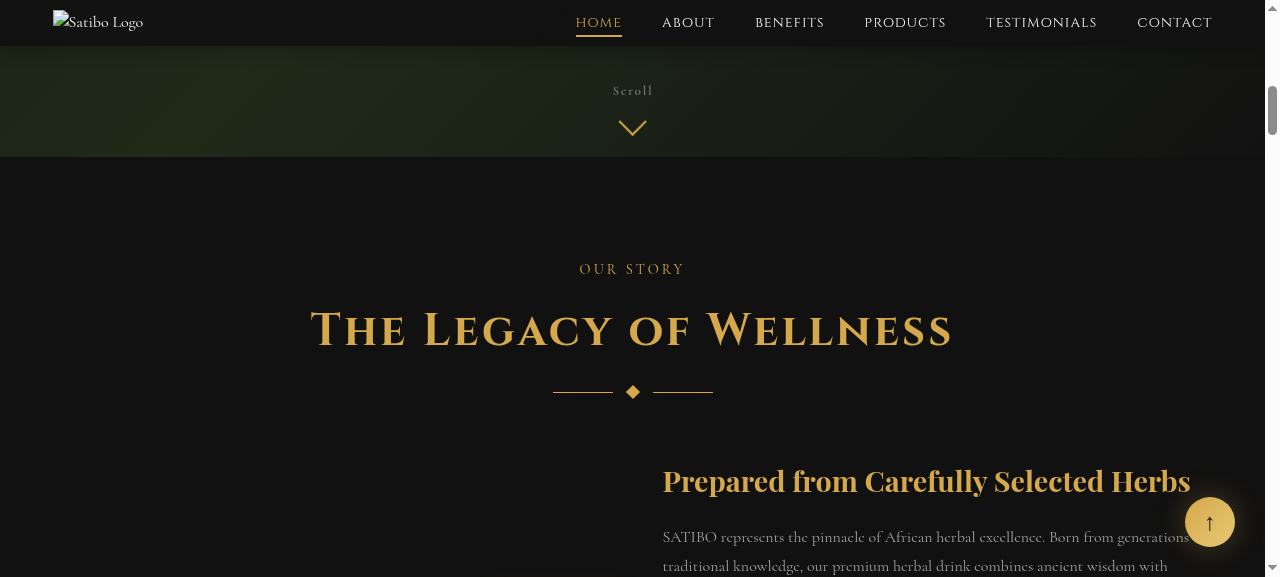 Satibo Logo
HOME
ABOUT
BENEFITS
PRODUCTS
TESTIMONIALS
CONTACT
Scroll
OUR STORY
The Legacy of Wellness
Prepared from Carefully Selected Herbs
SATIBO represents the pinnacle of African herbal excellence. Born from generations
traditional knowledge, our premium herbal drink combines ancient wisdom with
↑